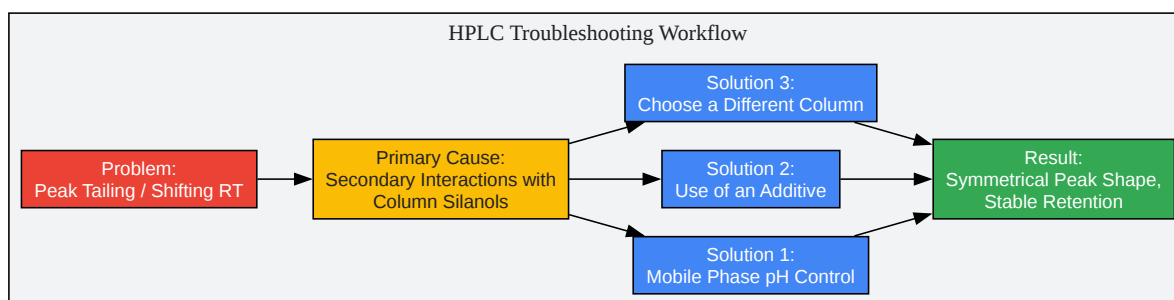 HPLC Troubleshooting Workflow
Problem:
Peak Tailing / Shifting RT
Primary Cause:
Secondary Interactions with
Column Silanols
Solution 3:
Choose a Different Column
Solution 2:
Use of an Additive
Solution 1:
Mobile Phase pH Control
Result:
Symmetrical Peak Shape,
Stable Retention